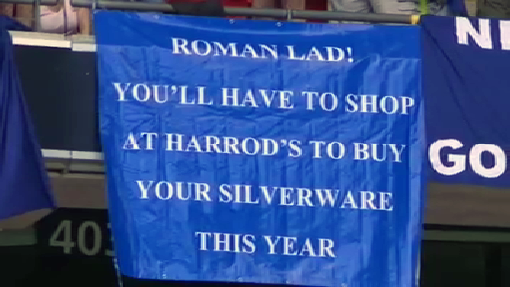 ROMAN LAD!
YOU'LL HAVE TO SHOP
AT HARROD'S TO BUY
YOUR SILVERWARE
THIS YEAR
403
GO